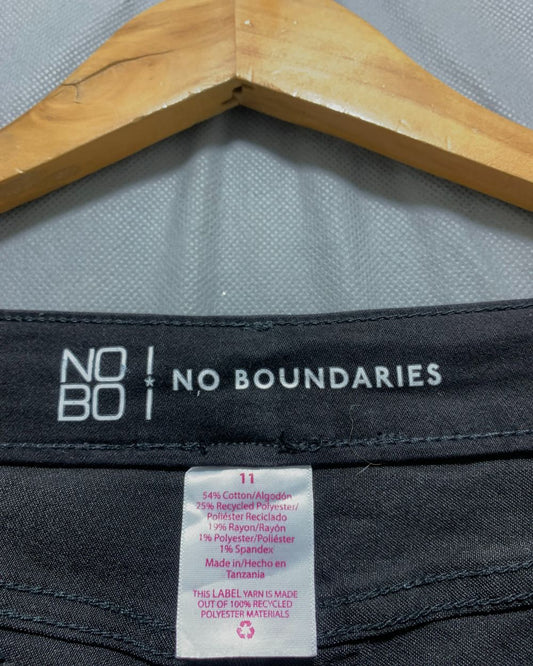 NO
BO
NO BOUNDARIES
11
54% Cotton/Algodón
25% Recycled Polyester/
Poliéster Reciclado
19% Rayon/Rayón
1% Polyester/Poliéster
1% Spandex
Made in/Hecho en
Tanzania
THIS LABEL YARN IS MADE
OUT OF 100% RECYCLED
POLYESTER MATERIALS